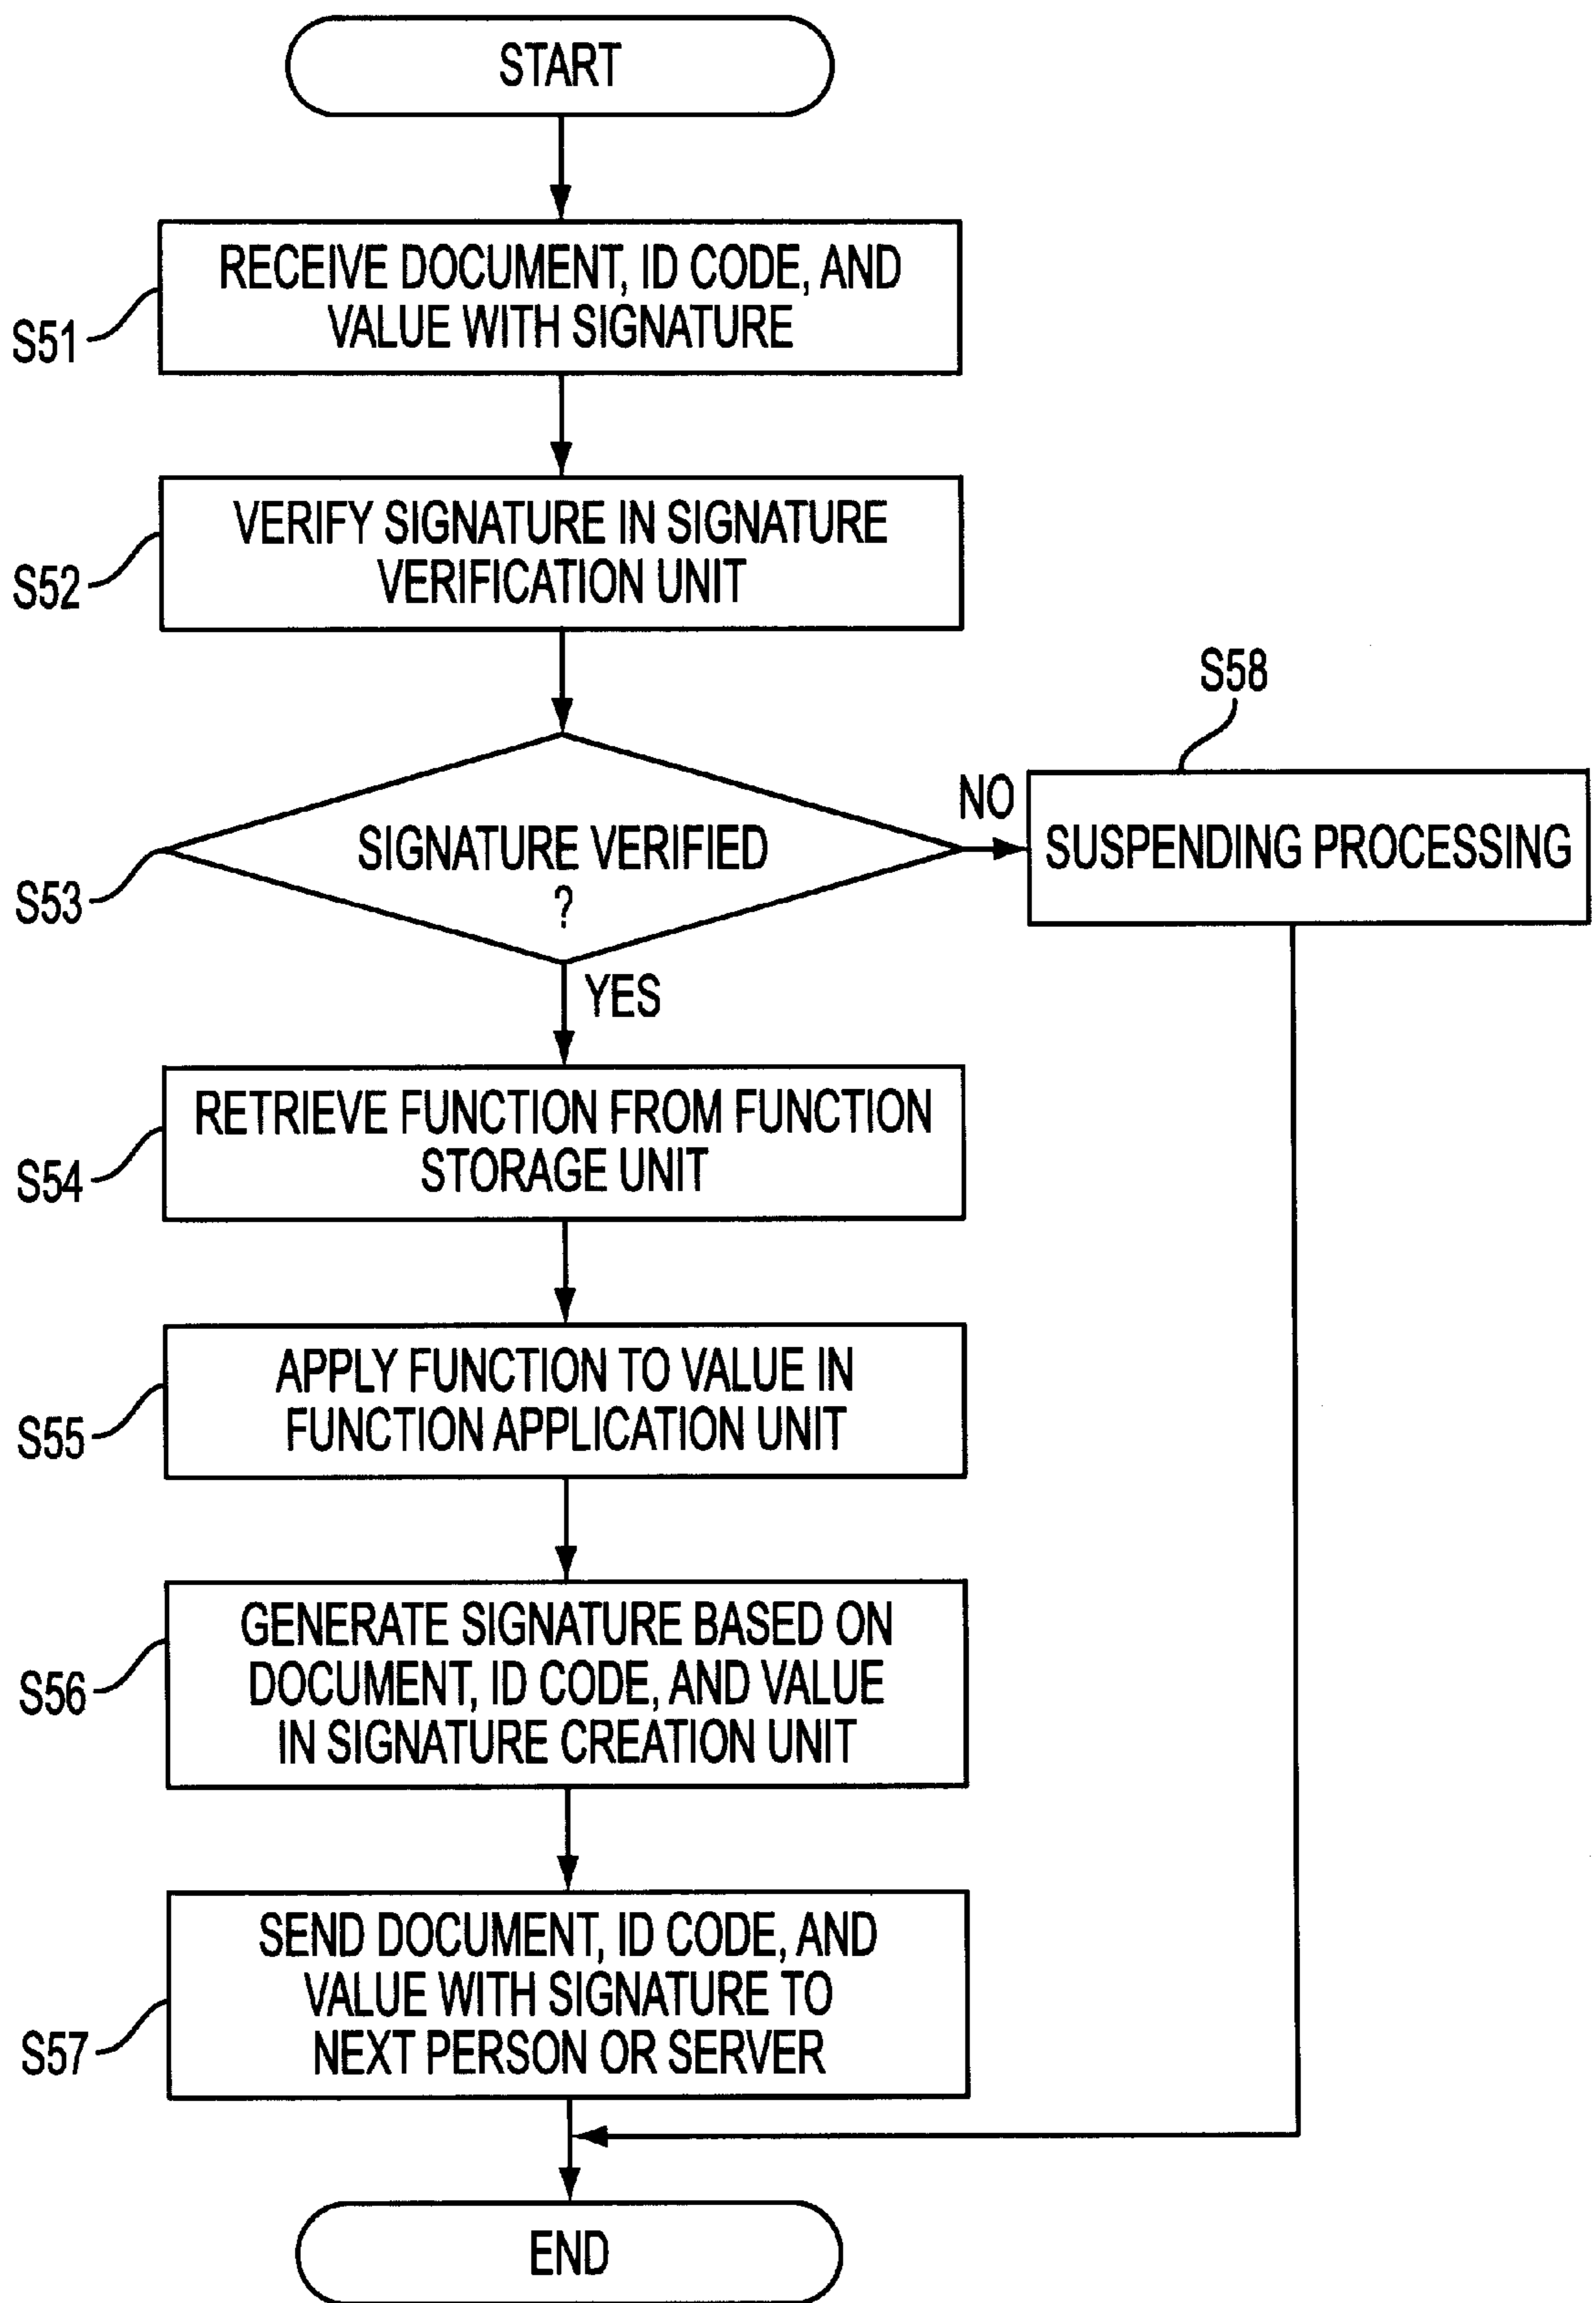 START
RECEIVE DOCUMENT, ID CODE, AND
VALUE WITH SIGNATURE
S51
VERIFY SIGNATURE IN SIGNATURE
VERIFICATION UNIT
S52
SIGNATURE VERIFIED
?
S53
NO
S58
SUSPENDING PROCESSING
YES
RETRIEVE FUNCTION FROM FUNCTION
STORAGE UNIT
S54
APPLY FUNCTION TO VALUE IN
FUNCTION APPLICATION UNIT
S55
GENERATE SIGNATURE BASED ON
DOCUMENT, ID CODE, AND VALUE
IN SIGNATURE CREATION UNIT
S56
SEND DOCUMENT, ID CODE, AND
VALUE WITH SIGNATURE TO
NEXT PERSON OR SERVER
S57
END